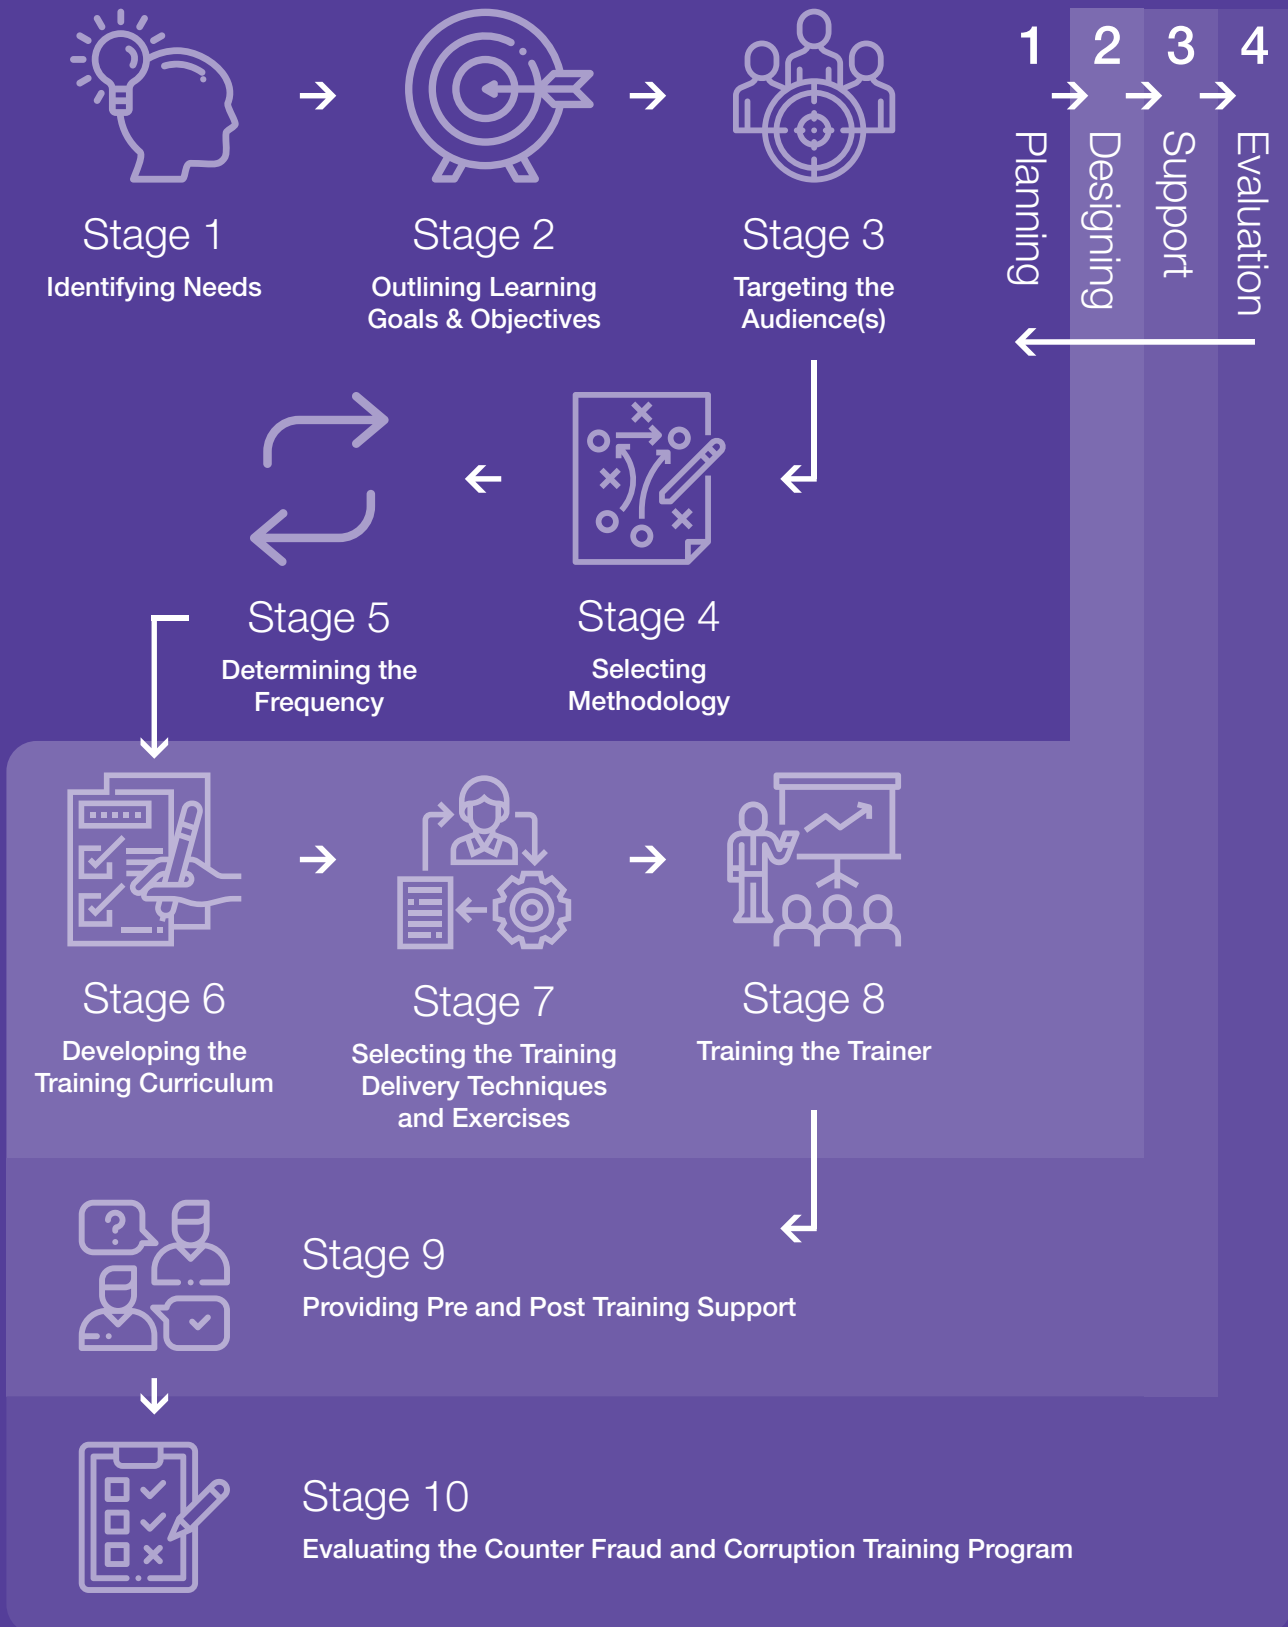 1
2
3
4
Planning
Designing
Support
Evaluation
Stage 1
Identifying Needs
Stage 2
Outlining Learning
Goals & Objectives
Stage 3
Targeting the
Audience(s)
Stage 5
Determining the
Frequency
Stage 4
Selecting
Methodology
Stage 6
Developing the
Training Curriculum
Stage 7
Selecting the Training
Delivery Techniques
and Exercises
Stage 8
Training the Trainer
Stage 9
Providing Pre and Post Training Support
Stage 10
Evaluating the Counter Fraud and Corruption Training Program